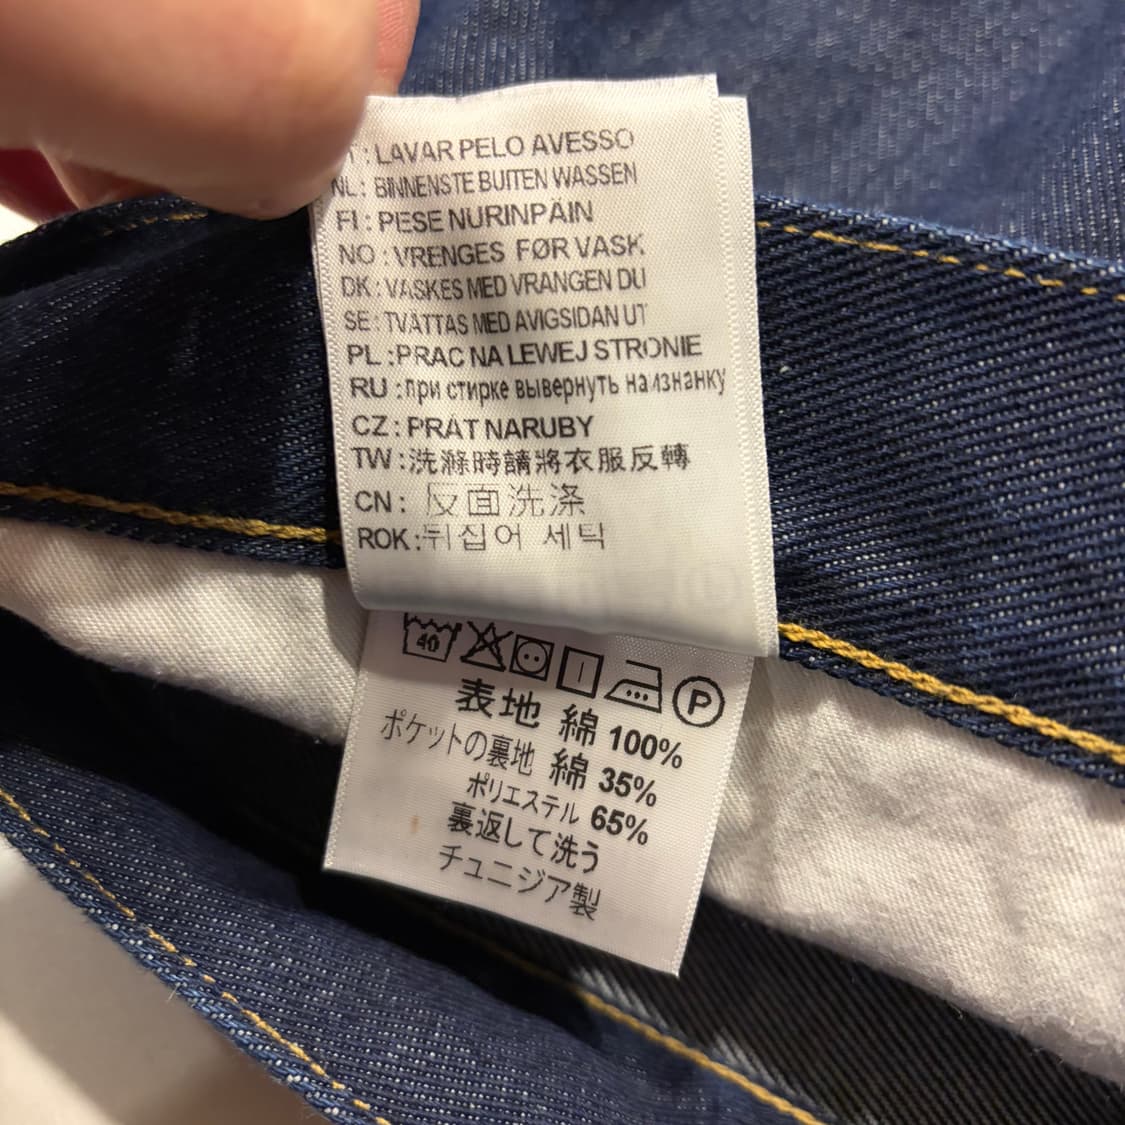 : LAVAR PELO AVESSO
NL : BINNENSTE BUITEN WASSEN
FI : PESE NURINPÄIN
NO : VRENGES FØR VASK
DK : VASKES MED VRANGEN DU
SE : TVÄTTAS MED AVIGSIDAN UT
PL : PRAC NA LEWEJ STRONIE
RU : при стирке вывернуть наизнанку
CZ : PRÁT NARUBY
TW : 洗滌時請將衣服反轉
CN : 反面洗涤
ROK : 뒤집어 세탁
40 P
表地 綿 100%
ポケットの裏地 綿 35%
ポリエステル 65%
裏返して洗う
チュニジア製